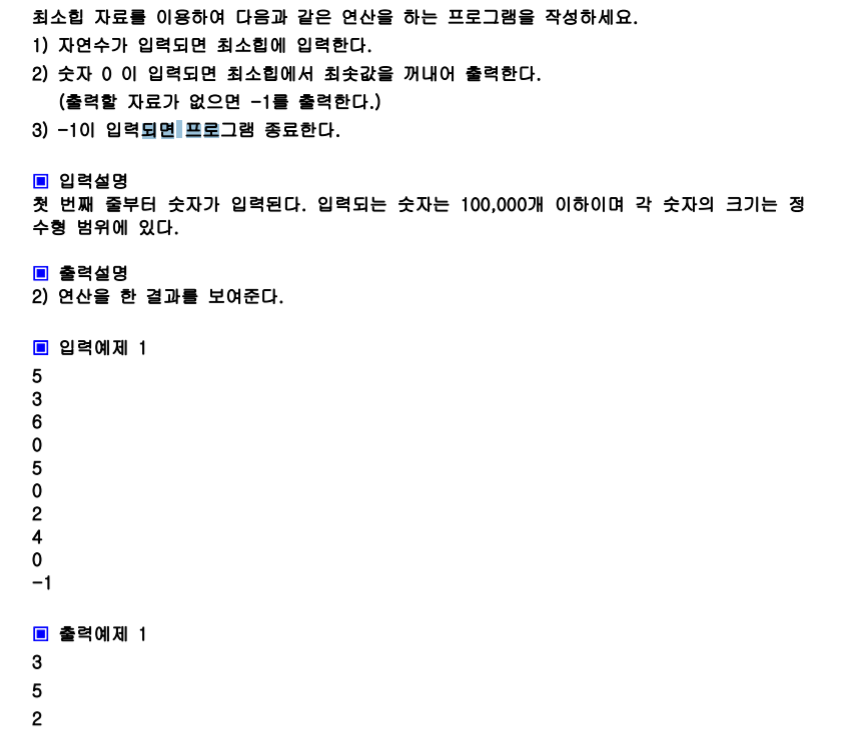 최소힙 자료를 이용하여 다음과 같은 연산을 하는 프로그램을 작성하세요.
1) 자연수가 입력되면 최소힙에 입력한다.
2) 숫자 0 이 입력되면 최소힙에서 최솟값을 꺼내어 출력한다.
(출력할 자료가 없으면 -1를 출력한다.)
3) -1이 입력되면 프로그램 종료한다.
▣ 입력설명
첫 번째 줄부터 숫자가 입력된다. 입력되는 숫자는 100,000개 이하이며 각 숫자의 크기는 정
수형 범위에 있다.
▣ 출력설명
2) 연산을 한 결과를 보여준다.
▣ 입력예제 1
5
3
6
0
5
0
2
4
0
-1
▣ 출력예제 1
3
5
2